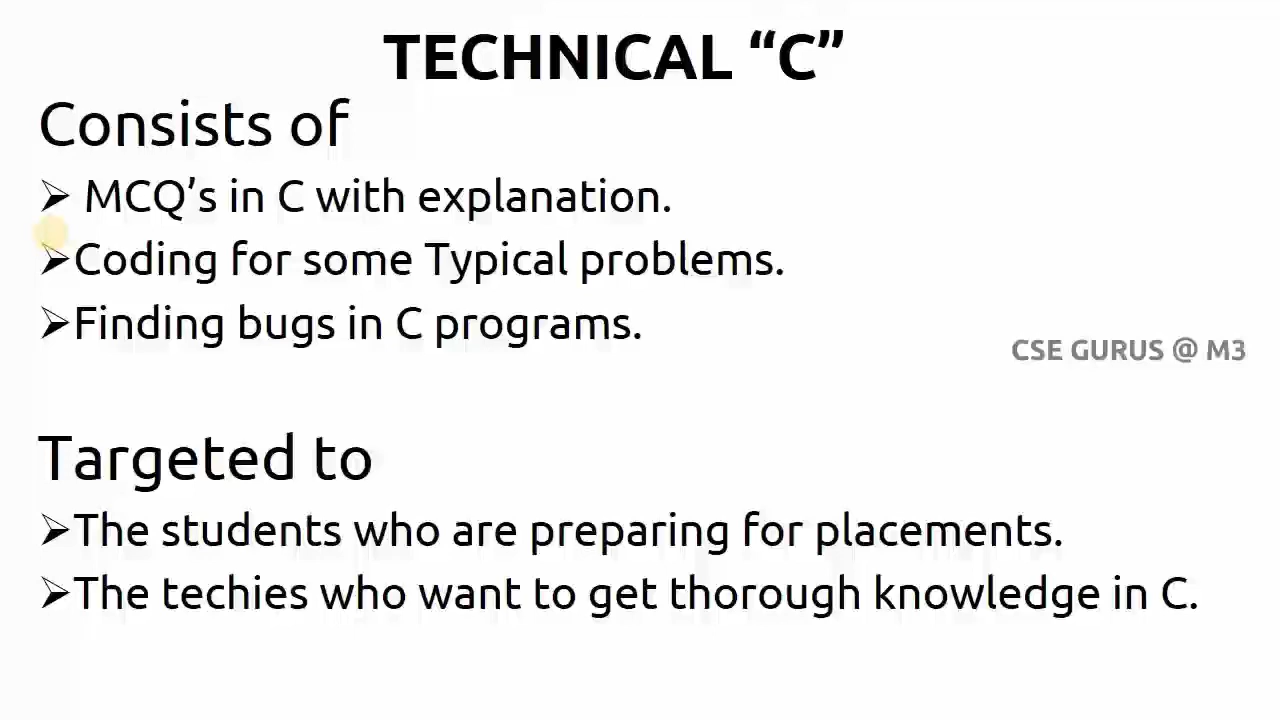 TECHNICAL “C”
Consists of
➢ MCQ’s in C with explanation.
➢Coding for some Typical problems.
➢Finding bugs in C programs.
CSE GURUS @ M3
Targeted to
➢The students who are preparing for placements.
➢The techies who want to get thorough knowledge in C.